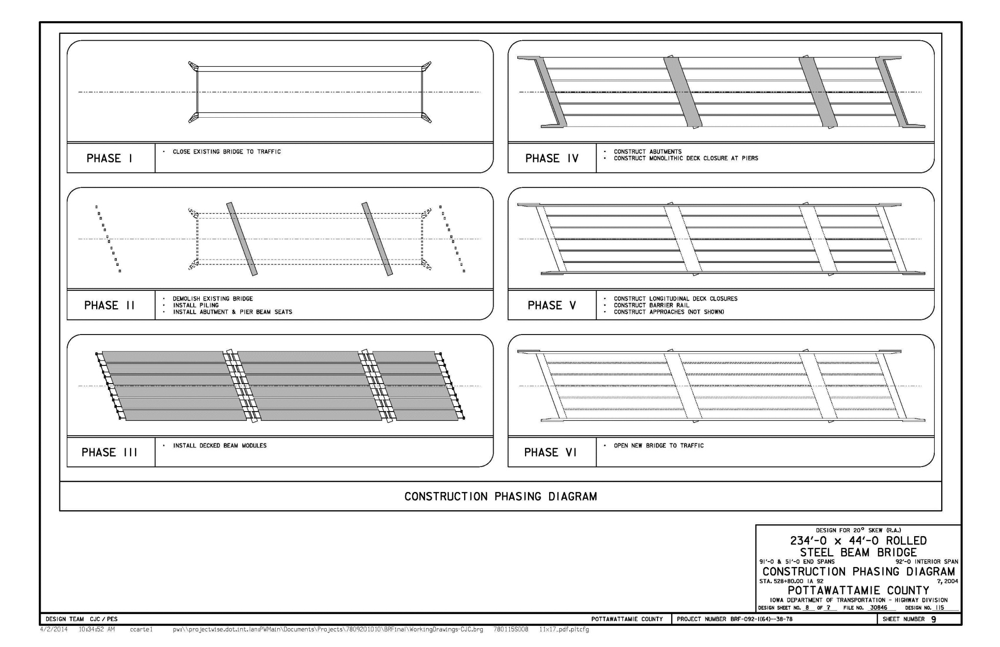 PHASE I
· CLOSE EXISTING BRIDGE TO TRAFFIC
PHASE II
· DEMOLISH EXISTING BRIDGE
· INSTALL PILING
· INSTALL ABUTMENT & PIER BEAM SEATS
PHASE III
· INSTALL DECKED BEAM MODULES
PHASE IV
· CONSTRUCT ABUTMENTS
· CONSTRUCT MONOLITHIC DECK CLOSURE AT PIERS
PHASE V
· CONSTRUCT LONGITUDINAL DECK CLOSURES
· CONSTRUCT BARRIER RAIL
· CONSTRUCT APPROACHES (NOT SHOWN)
PHASE VI
· OPEN NEW BRIDGE TO TRAFFIC
CONSTRUCTION PHASING DIAGRAM
DESIGN FOR 20° SKEW (R.A.)
234'-0 x 44'-0 ROLLED
STEEL BEAM BRIDGE
91'-0 & 51'-0 END SPANS 92'-0 INTERIOR SPAN
CONSTRUCTION PHASING DIAGRAM
STA. 528+80.00 IA 92 ?, 2004
POTTAWATTAMIE COUNTY
IOWA DEPARTMENT OF TRANSPORTATION - HIGHWAY DIVISION
DESIGN SHEET NO. 8 OF ? FILE NO. 30846 DESIGN NO. 115
DESIGN TEAM CJC / PES POTTAWATTAMIE COUNTY PROJECT NUMBER BRF-092-1(64)--38-78 SHEET NUMBER 9
4/2/2014 10:34:52 AM ccarte1 pw:\\projectwise.dot.int.lan:PWMain\Documents\Projects\7809201010\BRFinal\WorkingDrawings-CJC.brg 780115S008 11x17_pdf.pltcfg